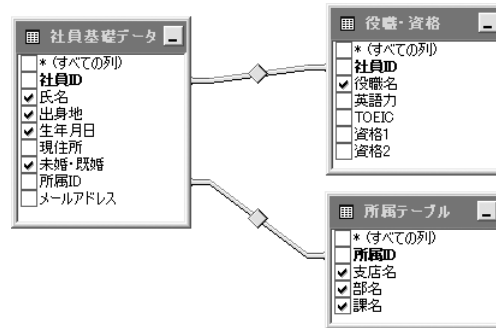 社員基礎データ
* (すべての列)
社員ID
氏名
出身地
生年月日
現住所
未婚・既婚
所属ID
メールアドレス
役職・資格
* (すべての列)
社員ID
役職名
英語力
TOEIC
資格1
資格2
所属テーブル
* (すべての列)
所属ID
支店名
部名
課名